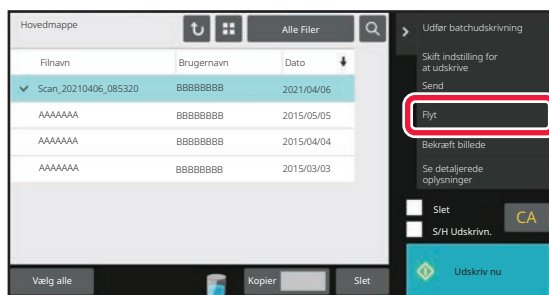 Hovedmappe
Alle Filer
Filnavn Brugernavn Dato
Scan_20210406_085320 BBBBBBBB 2021/04/06
AAAAAAA BBBBBBBB 2015/05/05
AAAAAAA BBBBBBBB 2015/04/04
AAAAAAA BBBBBBBB 2015/03/03
Vælg alle
Kopier
Slet
Udfør batchudskrivning
Skift indstilling for
at udskrive
Send
Flyt
Bekræft billede
Se detaljerede
oplysninger
Slet
S/H Udskrivn.
CA
Udskriv nu